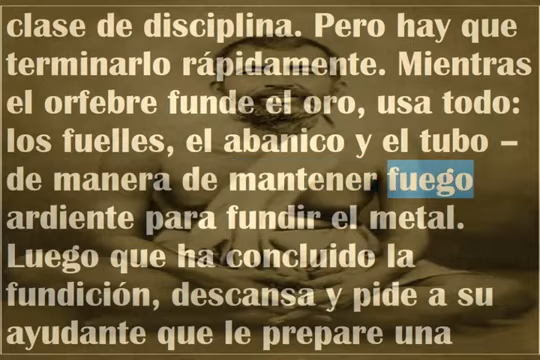 clase de disciplina. Pero hay que
terminarlo rápidamente. Mientras
el orfebre funde el oro, usa todo:
los fuelles, el abanico y el tubo –
de manera de mantener fuego
ardiente para fundir el metal.
Luego que ha concluido la
fundición, descansa y pide a su
ayudante que le prepare una